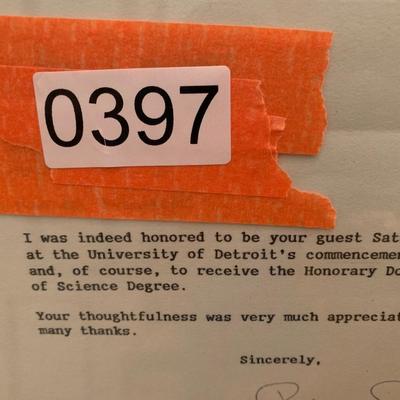 0397
I was indeed honored to be your guest
at the University of Detroit's
and, of course, to receive the Honorary
of Science Degree.
Your thoughtfulness was very much
many thanks.
Sincerely,